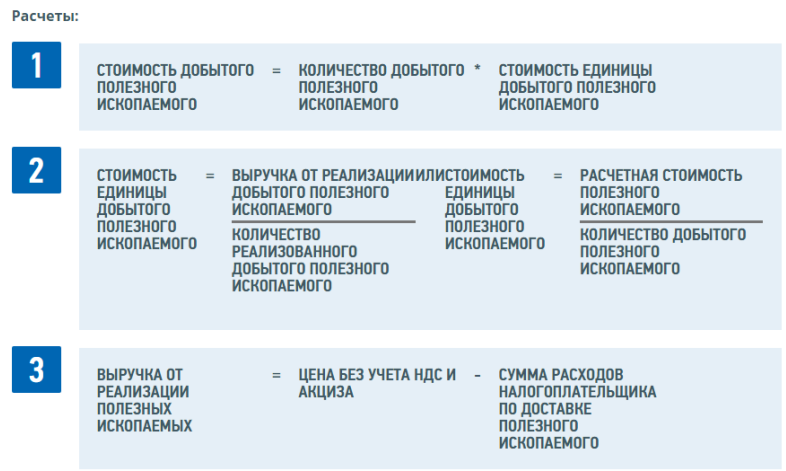 Расчеты:
1
СТОИМОСТЬ ДОБЫТОГО = КОЛИЧЕСТВО ДОБЫТОГО * СТОИМОСТЬ ЕДИНИЦЫ
ПОЛЕЗНОГО ПОЛЕЗНОГО ДОБЫТОГО ПОЛЕЗНОГО
ИСКОПАЕМОГО ИСКОПАЕМОГО ИСКОПАЕМОГО
2
СТОИМОСТЬ
ЕДИНИЦЫ
ДОБЫТОГО
ПОЛЕЗНОГО
ИСКОПАЕМОГО
=
ВЫРУЧКА ОТ РЕАЛИЗАЦИИ
ДОБЫТОГО ПОЛЕЗНОГО
ИСКОПАЕМОГО
КОЛИЧЕСТВО
РЕАЛИЗОВАННОГО
ДОБЫТОГО ПОЛЕЗНОГО
ИСКОПАЕМОГО
ИЛИ
СТОИМОСТЬ
ЕДИНИЦЫ
ДОБЫТОГО
ПОЛЕЗНОГО
ИСКОПАЕМОГО
=
РАСЧЕТНАЯ СТОИМОСТЬ
ПОЛЕЗНОГО
ИСКОПАЕМОГО
КОЛИЧЕСТВО ДОБЫТОГО
ПОЛЕЗНОГО
ИСКОПАЕМОГО
3
ВЫРУЧКА ОТ = ЦЕНА БЕЗ УЧЕТА НДС И - СУММА РАСХОДОВ
РЕАЛИЗАЦИИ АКЦИЗА НАЛОГОПЛАТЕЛЬЩИКА
ПОЛЕЗНЫХ ПО ДОСТАВКЕ
ИСКОПАЕМЫХ ПОЛЕЗНОГО
ИСКОПАЕМОГО